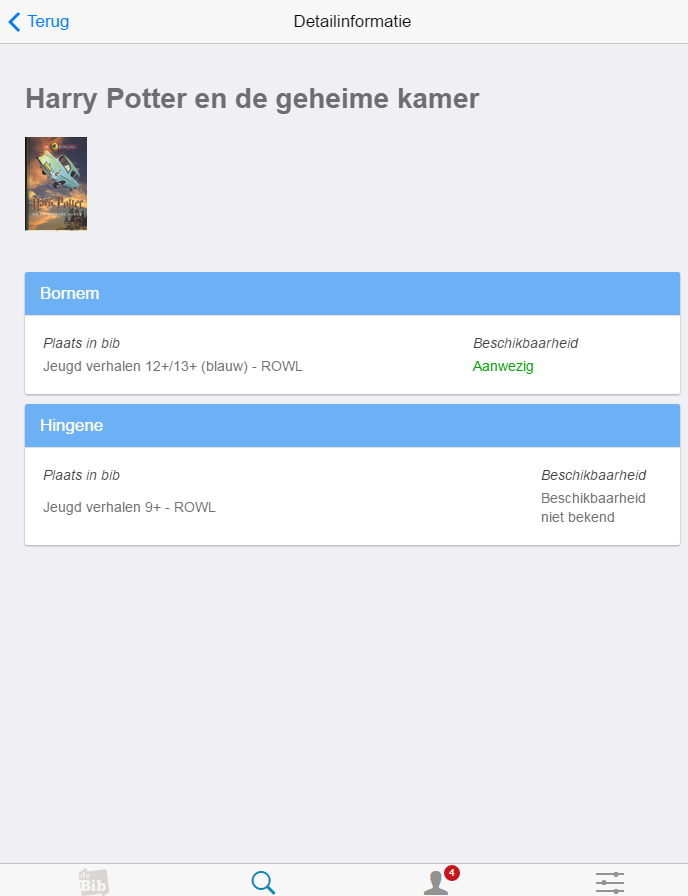 Terug
Detailinformatie
Harry Potter en de geheime kamer
Harry Potter
Bornem
Plaats in bib
Beschikbaarheid
Jeugd verhalen 12+/13+ (blauw) - ROWL
Aanwezig
Hingene
Plaats in bib
Beschikbaarheid
Jeugd verhalen 9+ - ROWL
Beschikbaarheid
niet bekend
de
Bib
4